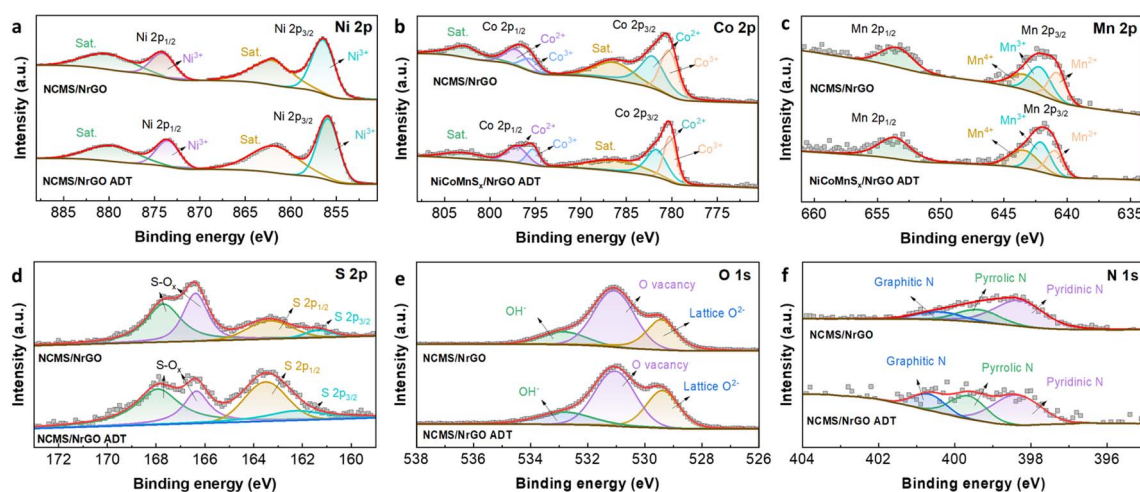 a
Ni 2p
Sat.
Ni 2p1/2
Ni3+
Sat.
Ni 2p3/2
Ni3+
NCMS/NrGO
Sat.
Ni 2p1/2
Ni3+
Sat.
Ni 2p3/2
Ni3+
NCMS/NrGO ADT
Intensity (a.u.)
885 880 875 870 865 860 855
Binding energy (eV)
b
Co 2p
Sat.
Co 2p1/2
Co2+
Co3+
Sat.
Co 2p3/2
Co2+
Co3+
NCMS/NrGO
Sat.
Co 2p1/2
Co2+
Co3+
Sat.
Co 2p3/2
Co2+
Co3+
NiCoMnSx/NrGO ADT
Intensity (a.u.)
805 800 795 790 785 780 775
Binding energy (eV)
c
Mn 2p
Mn 2p1/2
Mn 2p3/2
Mn3+
Mn4+
Mn2+
NCMS/NrGO
Mn 2p1/2
Mn 2p3/2
Mn3+
Mn4+
Mn2+
NiCoMnSx/NrGO ADT
Intensity (a.u.)
660 655 650 645 640 635
Binding energy (eV)
d
S 2p
S-Ox
S 2p1/2
S 2p3/2
NCMS/NrGO
S-Ox
S 2p1/2
S 2p3/2
NCMS/NrGO ADT
Intensity (a.u.)
172 170 168 166 164 162 160
Binding energy (eV)
e
O 1s
OH-
O vacancy
Lattice O2-
NCMS/NrGO
OH-
O vacancy
Lattice O2-
NCMS/NrGO ADT
Intensity (a.u.)
538 536 534 532 530 528 526
Binding energy (eV)
f
N 1s
Graphitic N
Pyrrolic N
Pyridinic N
NCMS/NrGO
Graphitic N
Pyrrolic N
Pyridinic N
NCMS/NrGO ADT
Intensity (a.u.)
404 402 400 398 396
Binding energy (eV)